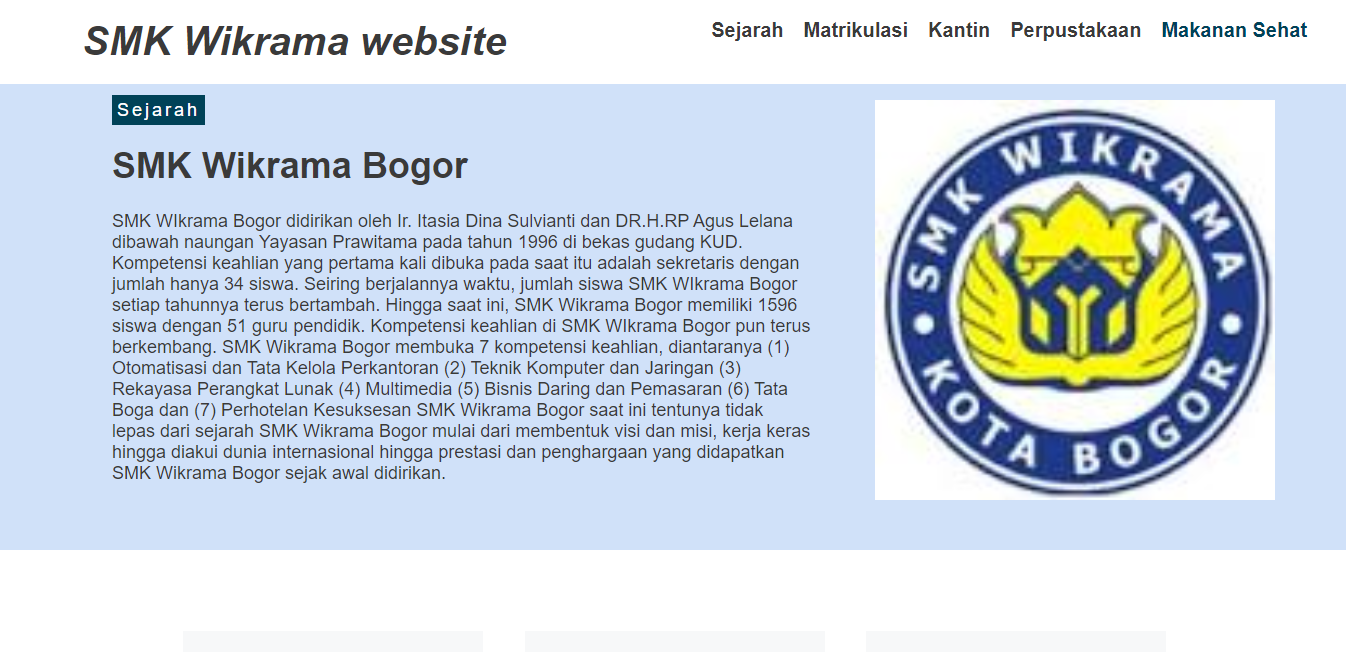 SMK Wikrama website
Sejarah Matrikulasi Kantin Perpustakaan Makanan Sehat
Sejarah
SMK Wikrama Bogor
SMK WIkrama Bogor didirikan oleh Ir. Itasia Dina Sulvianti dan DR.H.RP Agus Lelana
dibawah naungan Yayasan Prawitama pada tahun 1996 di bekas gudang KUD.
Kompetensi keahlian yang pertama kali dibuka pada saat itu adalah sekretaris dengan
jumlah hanya 34 siswa. Seiring berjalannya waktu, jumlah siswa SMK WIkrama Bogor
setiap tahunnya terus bertambah. Hingga saat ini, SMK Wikrama Bogor memiliki 1596
siswa dengan 51 guru pendidik. Kompetensi keahlian di SMK WIkrama Bogor pun terus
berkembang. SMK Wikrama Bogor membuka 7 kompetensi keahlian, diantaranya (1)
Otomatisasi dan Tata Kelola Perkantoran (2) Teknik Komputer dan Jaringan (3)
Rekayasa Perangkat Lunak (4) Multimedia (5) Bisnis Daring dan Pemasaran (6) Tata
Boga dan (7) Perhotelan Kesuksesan SMK Wikrama Bogor saat ini tentunya tidak
lepas dari sejarah SMK Wikrama Bogor mulai dari membentuk visi dan misi, kerja keras
hingga diakui dunia internasional hingga prestasi dan penghargaan yang didapatkan
SMK Wikrama Bogor sejak awal didirikan.
SMK WIKRAMA
KOTA BOGOR